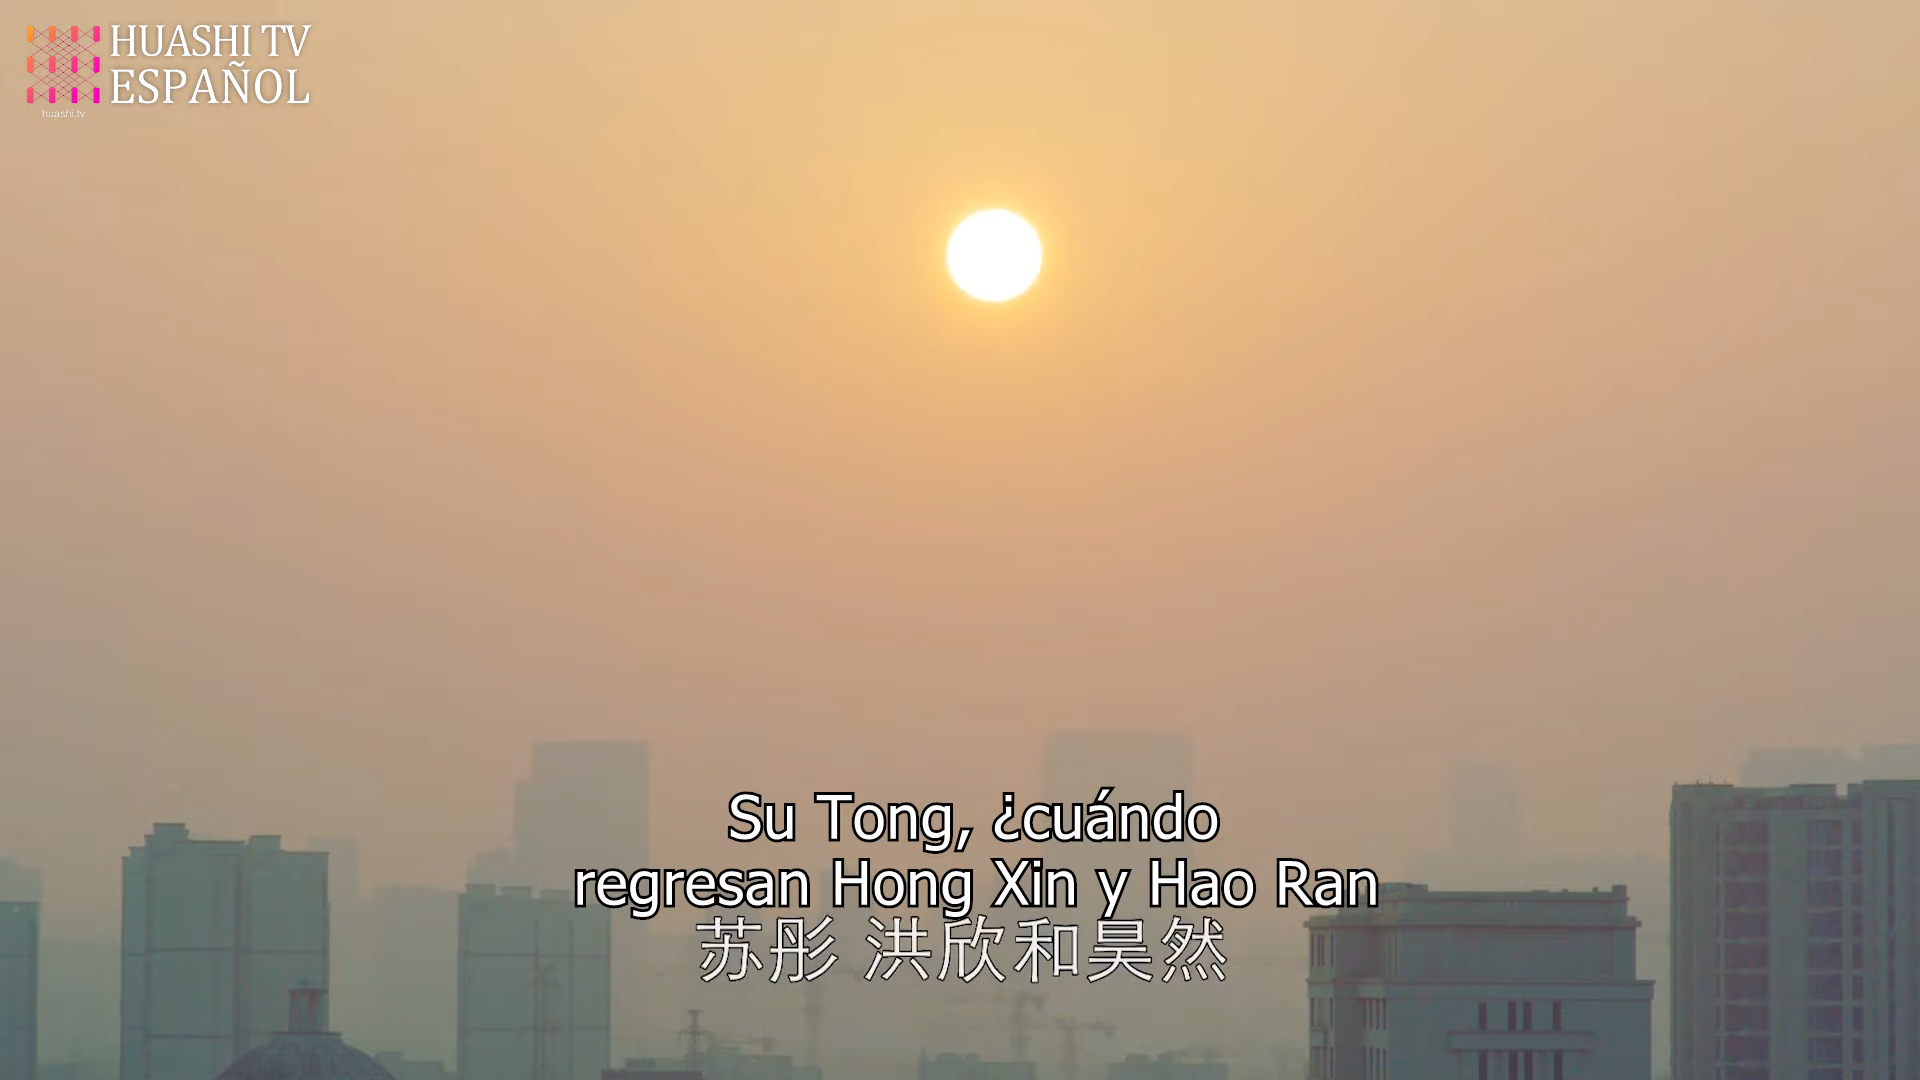 HUASHI TV
ESPAÑOL
huashi.tv
Su Tong, ¿cuándo
regresan Hong Xin y Hao Ran
苏彤 洪欣和昊然